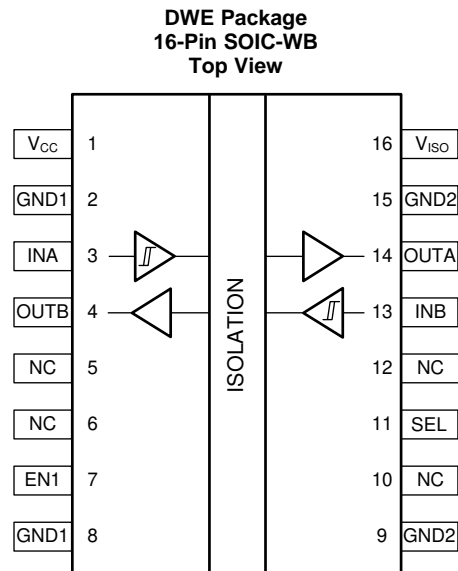 DWE Package
16-Pin SOIC-WB
Top View
VCC 1 16 VISO
GND1 2 15 GND2
INA 3 14 OUTA
OUTB 4 13 INB
NC 5 12 NC
NC 6 11 SEL
EN1 7 10 NC
GND1 8 9 GND2
ISOLATION